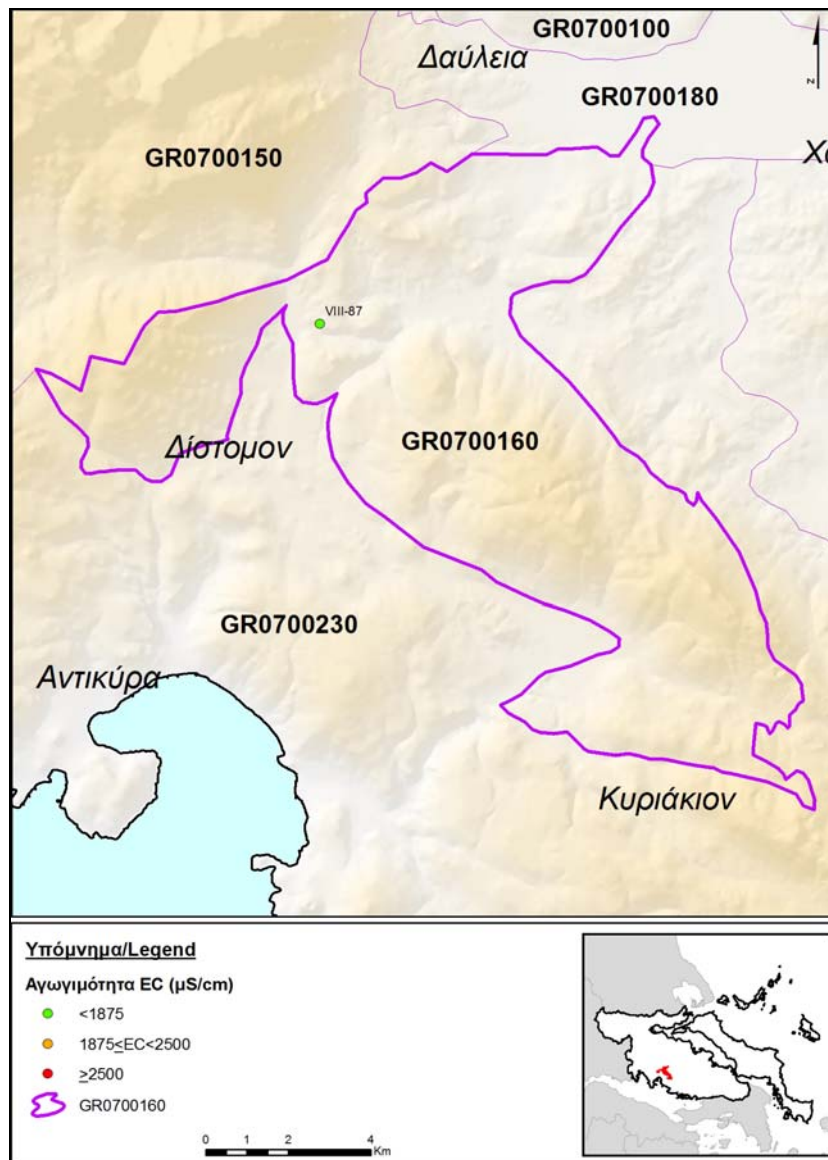 GR0700100
Δαύλεια
GR0700180
z
GR0700150
Χα
VIII-87
GR0700160
Δίστομον
GR0700230
Αντικύρα
Κυριάκιον
Υπόμνημα/Legend
Αγωγιμότητα EC (μS/cm)
<1875
1875≤EC<2500
≥2500
GR0700160
0 1 2 4
Km